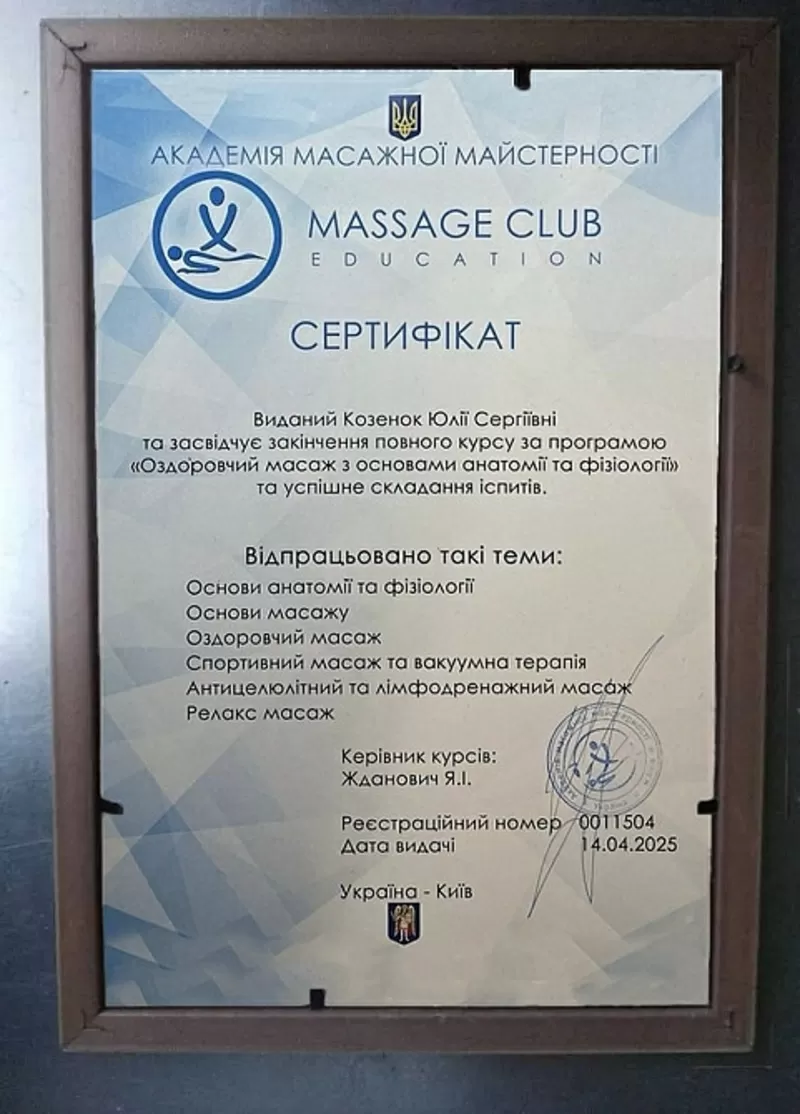 АКАДЕМІЯ МАСАЖНОЇ МАЙСТЕРНОСТІ
MASSAGE CLUB
EDUCATION
СЕРТИФІКАТ
Виданий Козенок Юлії Сергіївні
та засвідчує закінчення повного курсу за програмою
«Оздоровчий масаж з основами анатомії та фізіології»
та успішне складання іспитів.
Відпрацьовано такі теми:
Основи анатомії та фізіології
Основи масажу
Оздоровчий масаж
Спортивний масаж та вакуумна терапія
Антицелюлітний та лімфодренажний масаж
Релакс масаж
Керівник курсів:
Жданович Я.І.
Реєстраційний номер 0011504
Дата видачі 14.04.2025
Україна - Київ